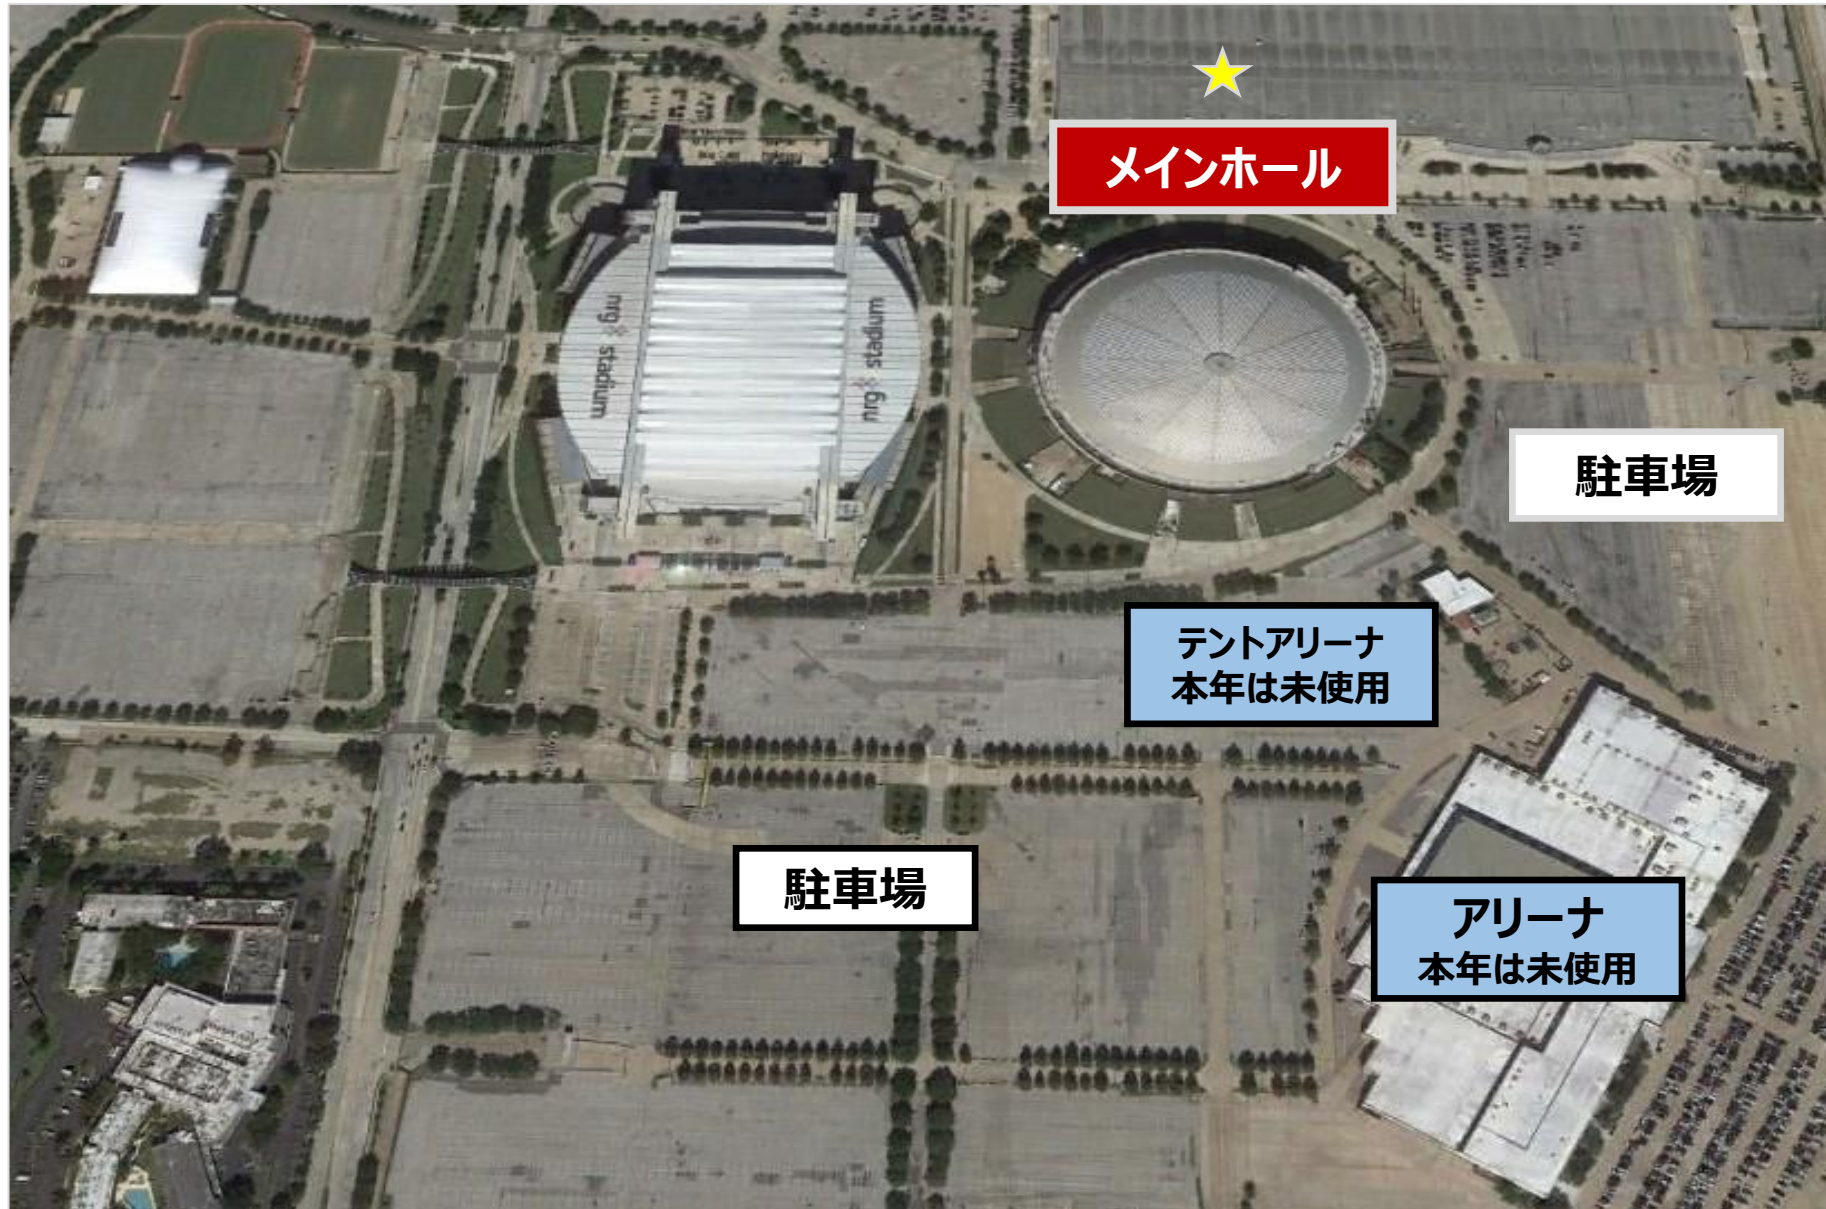 メインホール
nrg stadium
nrg stadium
駐車場
テントアリーナ
本年は未使用
駐車場
アリーナ
本年は未使用